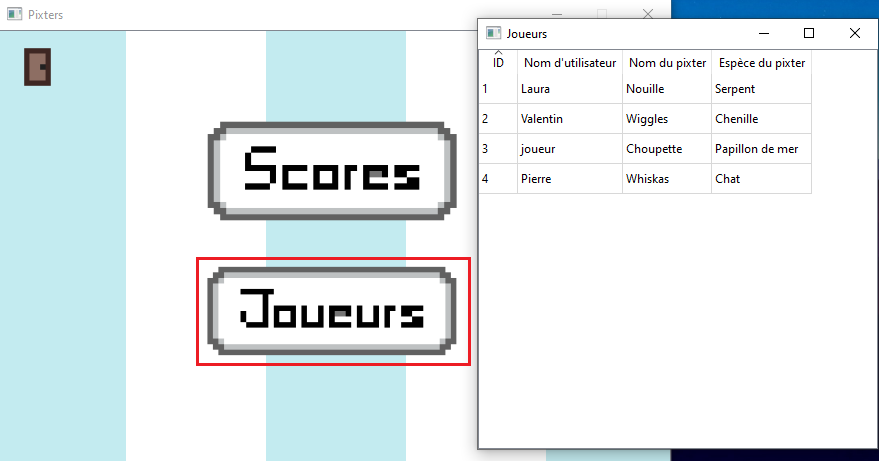 Pixters
Joueurs
ID Nom d'utilisateur Nom du pixter Espèce du pixter
1 Laura Nouille Serpent
2 Valentin Wiggles Chenille
3 joueur Choupette Papillon de mer
4 Pierre Whiskas Chat
Scores
Joueurs